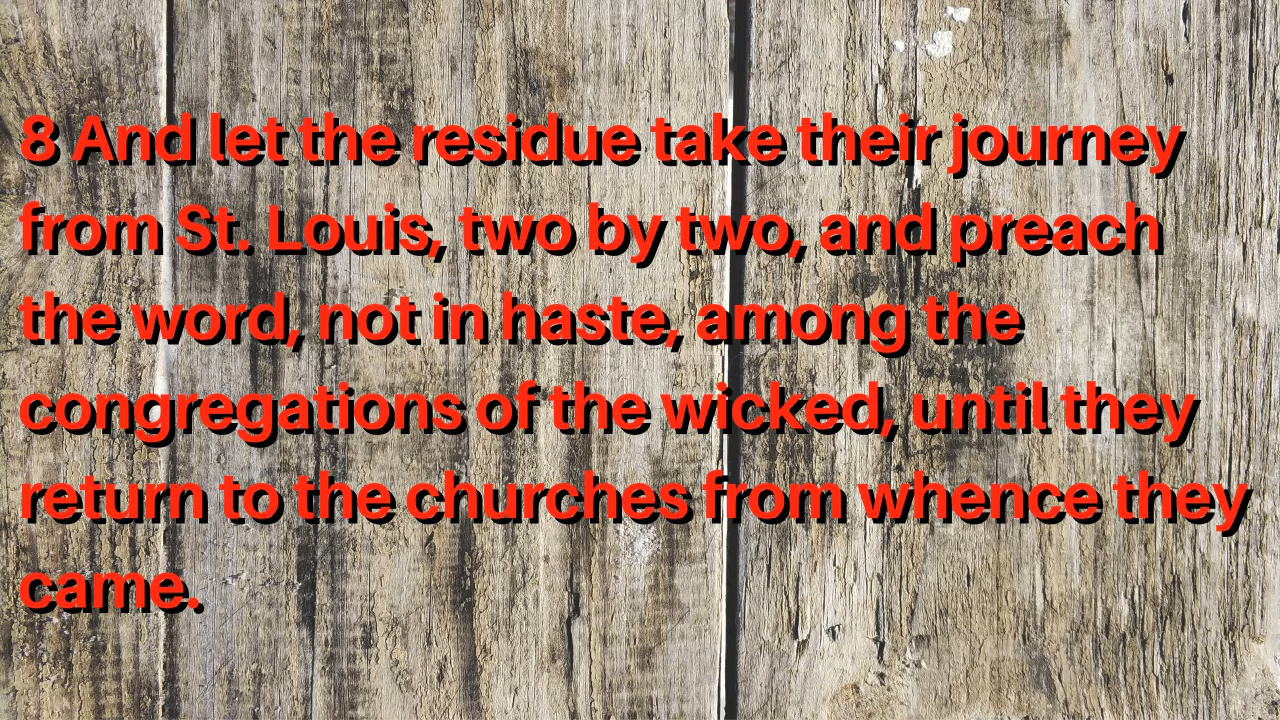 8 And let the residue take their journey
from St. Louis, two by two, and preach
the word, not in haste, among the
congregations of the wicked, until they
return to the churches from whence they
came.